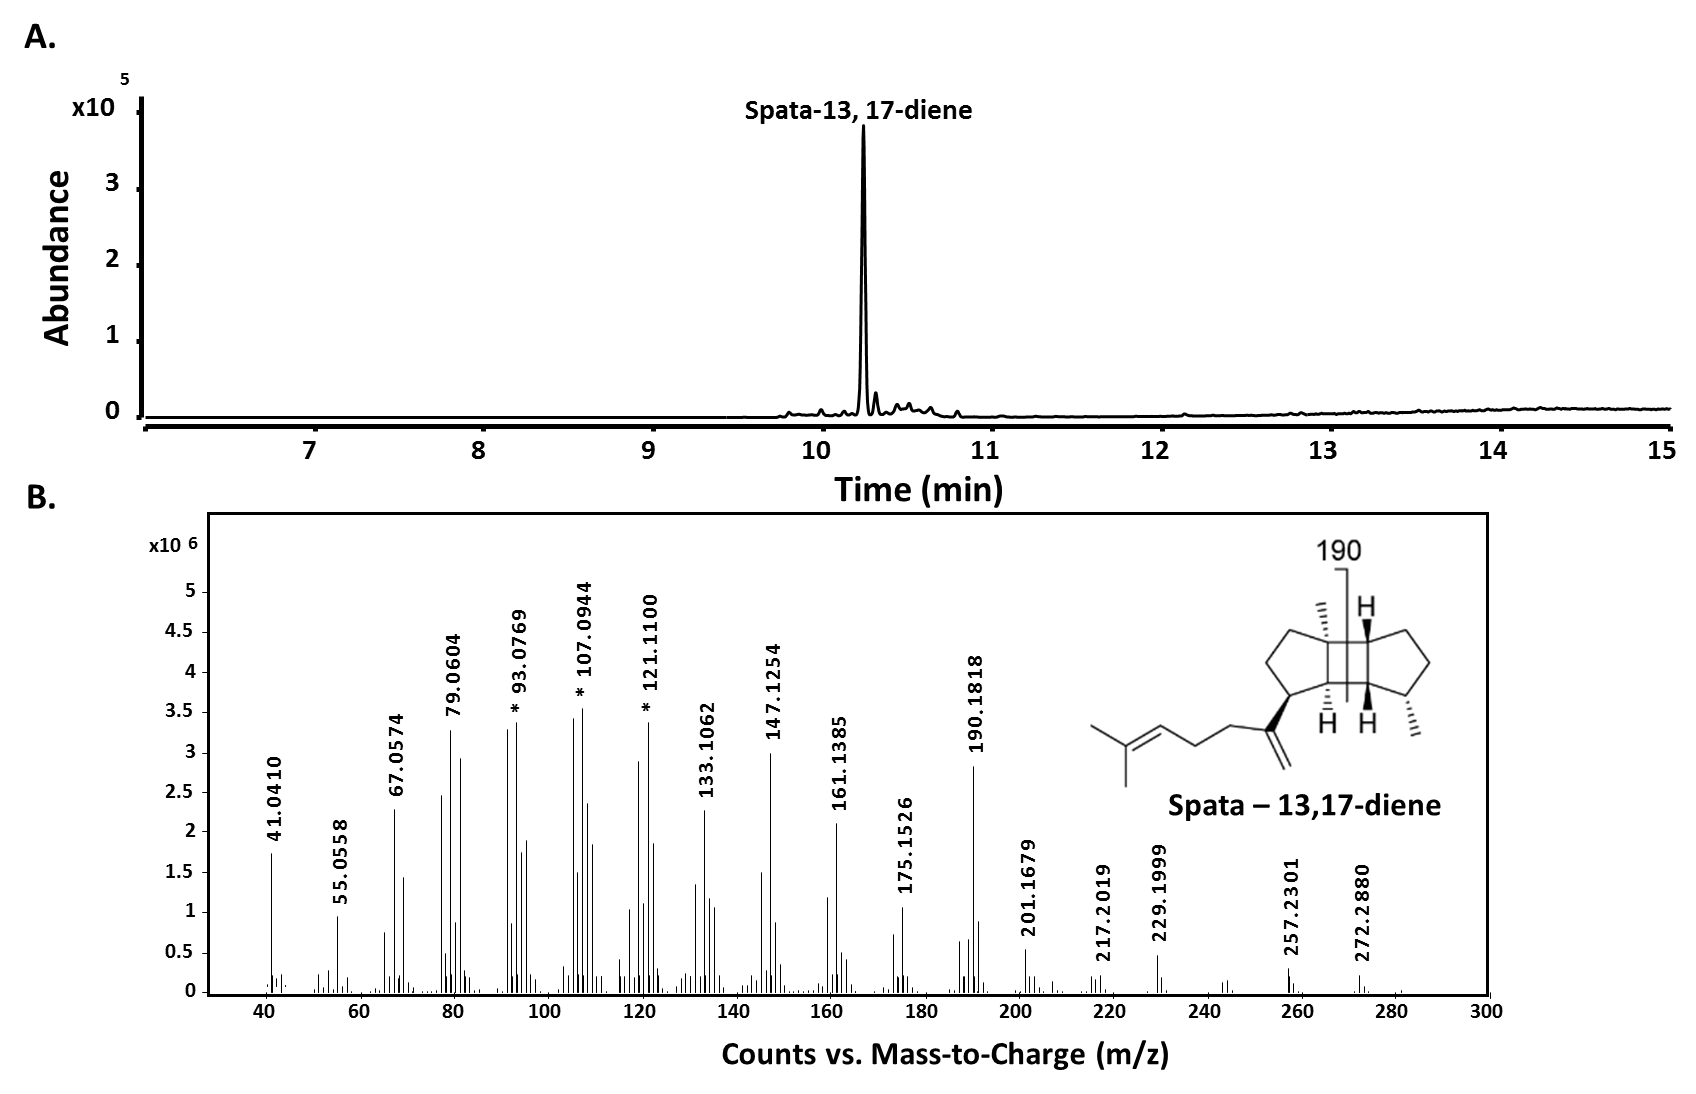 A.
5
x10
Spata-13, 17-diene
3
2
1
0
Abundance
7 8 9 10 11 12 13 14 15
Time (min)
B.
x10 6
5
4.5
4
3.5
3
2.5
2
1.5
1
0.5
0
41.0410
55.0558
67.0574
79.0604
* 93.0769
* 107.0944
* 121.1100
133.1062
147.1254
161.1385
175.1526
190.1818
201.1679
217.2019
229.1999
257.2301
272.2880
190
H
H H
Spata – 13,17-diene
40 60 80 100 120 140 160 180 200 220 240 260 280 300
Counts vs. Mass-to-Charge (m/z)